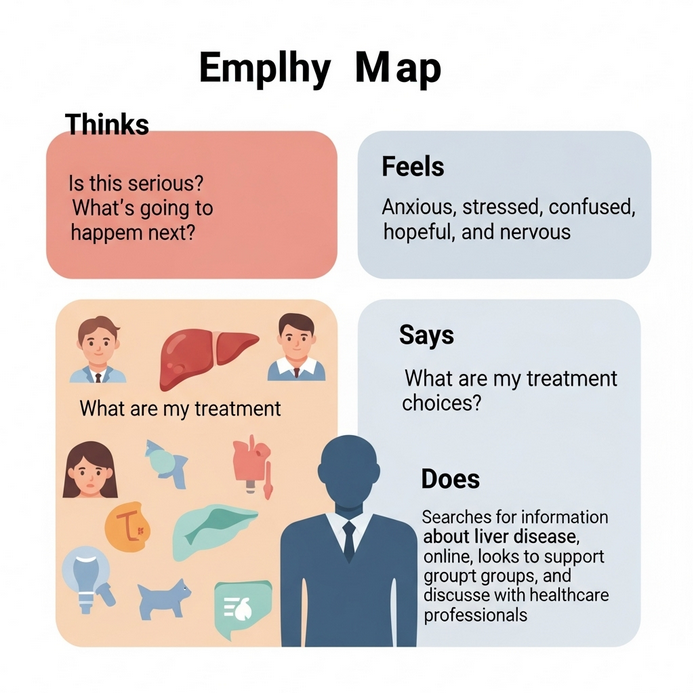 Emplhy Map
Thinks
Is this serious?
What's going to
happem next?
Feels
Anxious, stressed, confused,
hopeful, and nervous
What are my treatment
Says
What are my treatment
choices?
Does
Searches for information
about liver disease,
online, looks to support
group't groups, and
discusse with healthcare
professionals